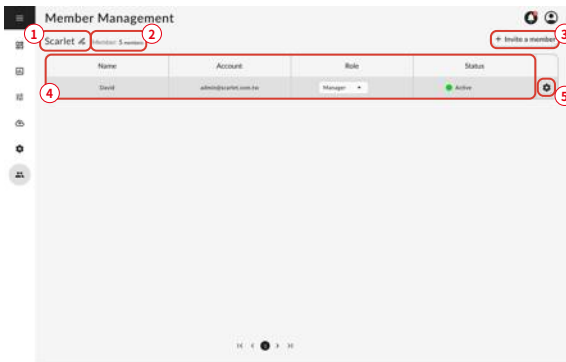 Member Management
1
Scarlet
Member: 5 members
2
+ Invite a member
3
Name Account Role Status
4
David admin@scarlet.com.tw Manager Active
5
1